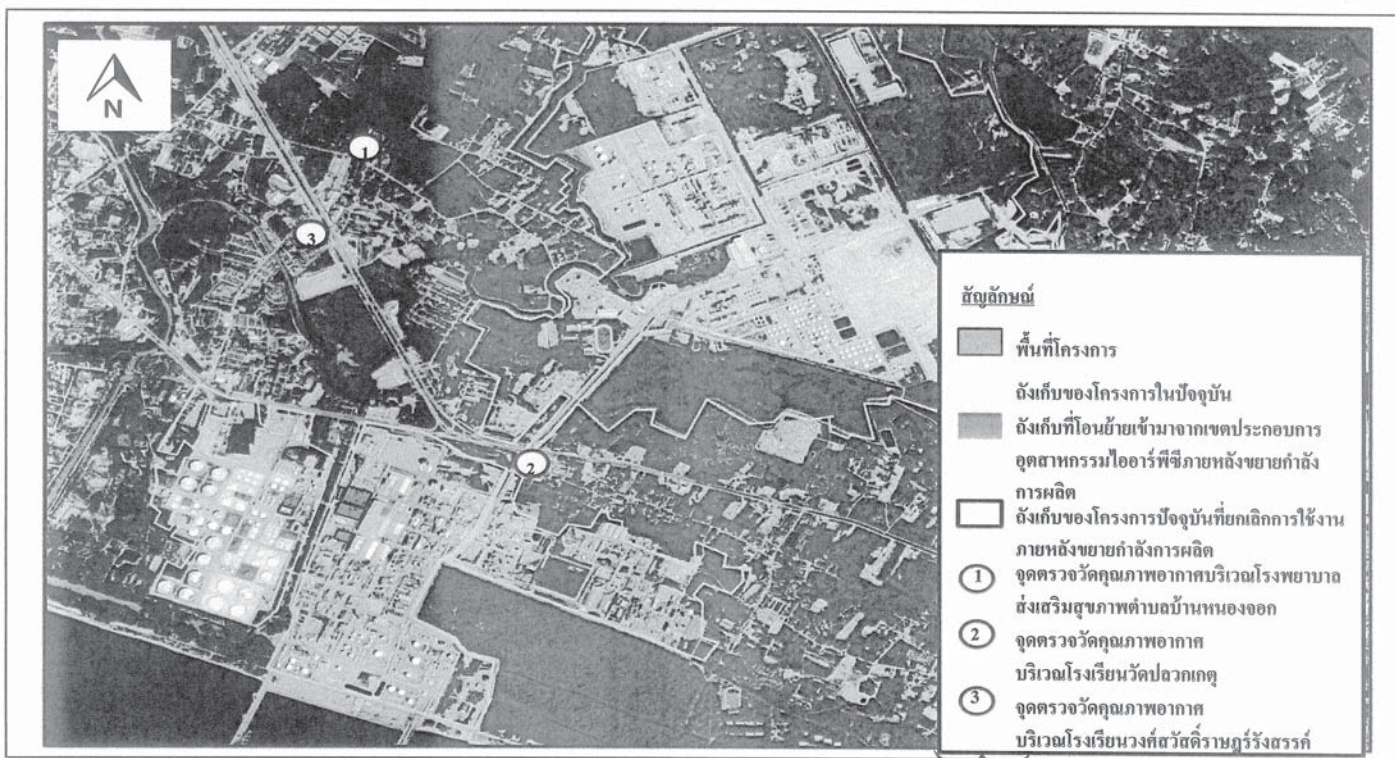 N
1
3
2
สัญลักษณ์
พื้นที่โครงการ
ถังเก็บของโครงการในปัจจุบัน
ถังเก็บที่โอนย้ายเข้ามาจากเขตประกอบการ
อุตสาหกรรมไออาร์พีซีภายหลังขยายกำลัง
การผลิต
ถังเก็บของโครงการปัจจุบันที่ยกเลิกการใช้งาน
ภายหลังขยายกำลังการผลิต
1 จุดตรวจวัดคุณภาพอากาศบริเวณโรงพยาบาล
ส่งเสริมสุขภาพตำบลบ้านหนองจอก
2 จุดตรวจวัดคุณภาพอากาศ
บริเวณโรงเรียนวัดปลวกเกตุ
3 จุดตรวจวัดคุณภาพอากาศ
บริเวณโรงเรียนวงศ์สวัสดิ์ราษฎร์รังสรรค์